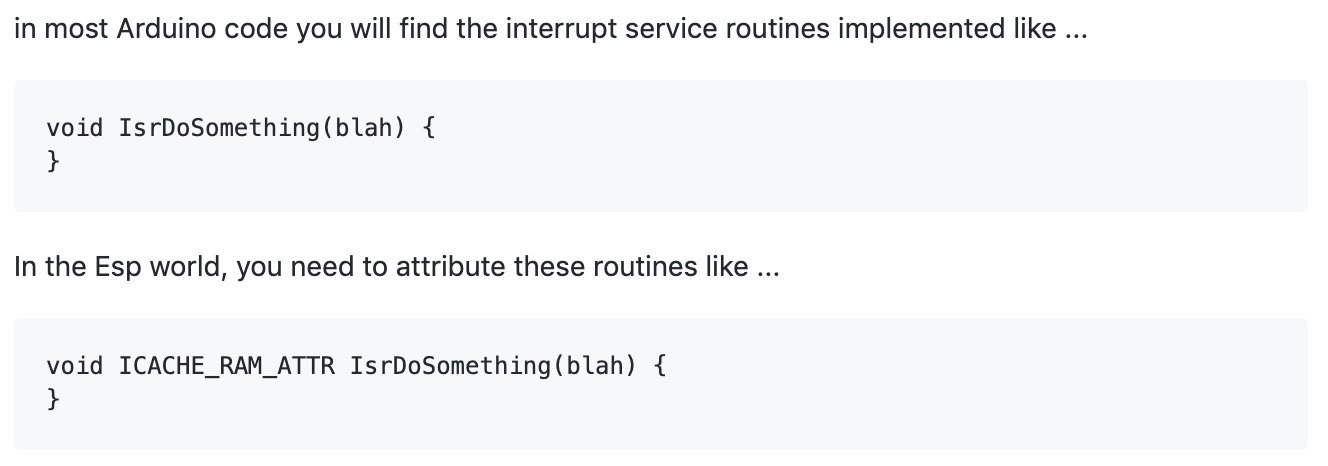 in most Arduino code you will find the interrupt service routines implemented like ...
void IsrDoSomething(blah) {
}
In the Esp world, you need to attribute these routines like ...
void ICACHE_RAM_ATTR IsrDoSomething(blah) {
}